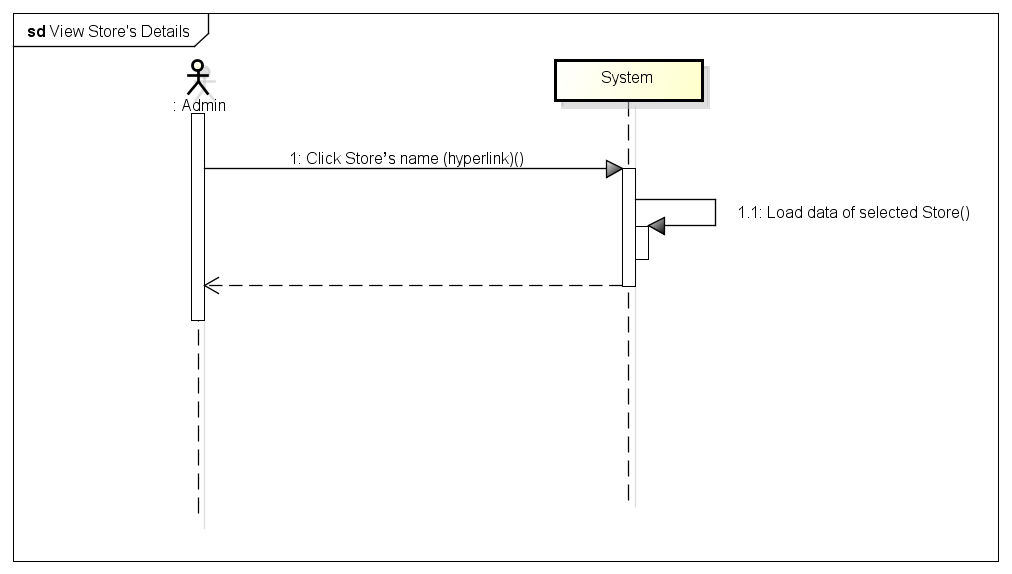 sd View Store's Details
: Admin
System
1: Click Store’s name (hyperlink)()
1.1: Load data of selected Store()